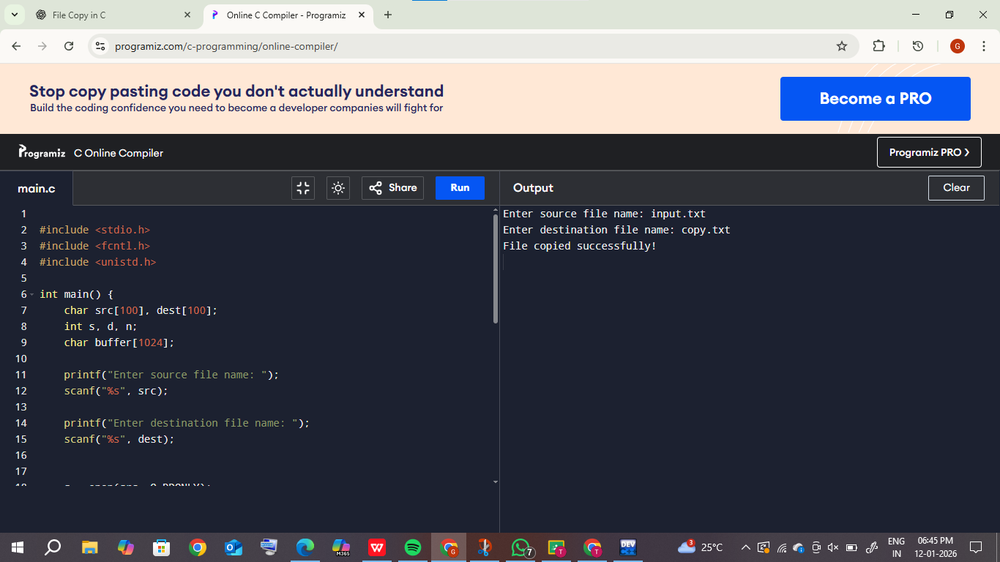 File Copy in C
Online C Compiler - Programiz
programiz.com/c-programming/online-compiler/
G
Stop copy pasting code you don't actually understand
Build the coding confidence you need to become a developer companies will fight for
Become a PRO
Programiz C Online Compiler
Programiz PRO
main.c
Share
Run
Output
Clear
1
2 #include <stdio.h>
3 #include <fcntl.h>
4 #include <unistd.h>
5
6 int main() {
7 char src[100], dest[100];
8 int s, d, n;
9 char buffer[1024];
10
11 printf("Enter source file name: ");
12 scanf("%s", src);
13
14 printf("Enter destination file name: ");
15 scanf("%s", dest);
16
17
Enter source file name: input.txt
Enter destination file name: copy.txt
File copied successfully!
M365
W
G
7
T
T
DEV
3
25°C
ENG
IN
06:45 PM
12-01-2026